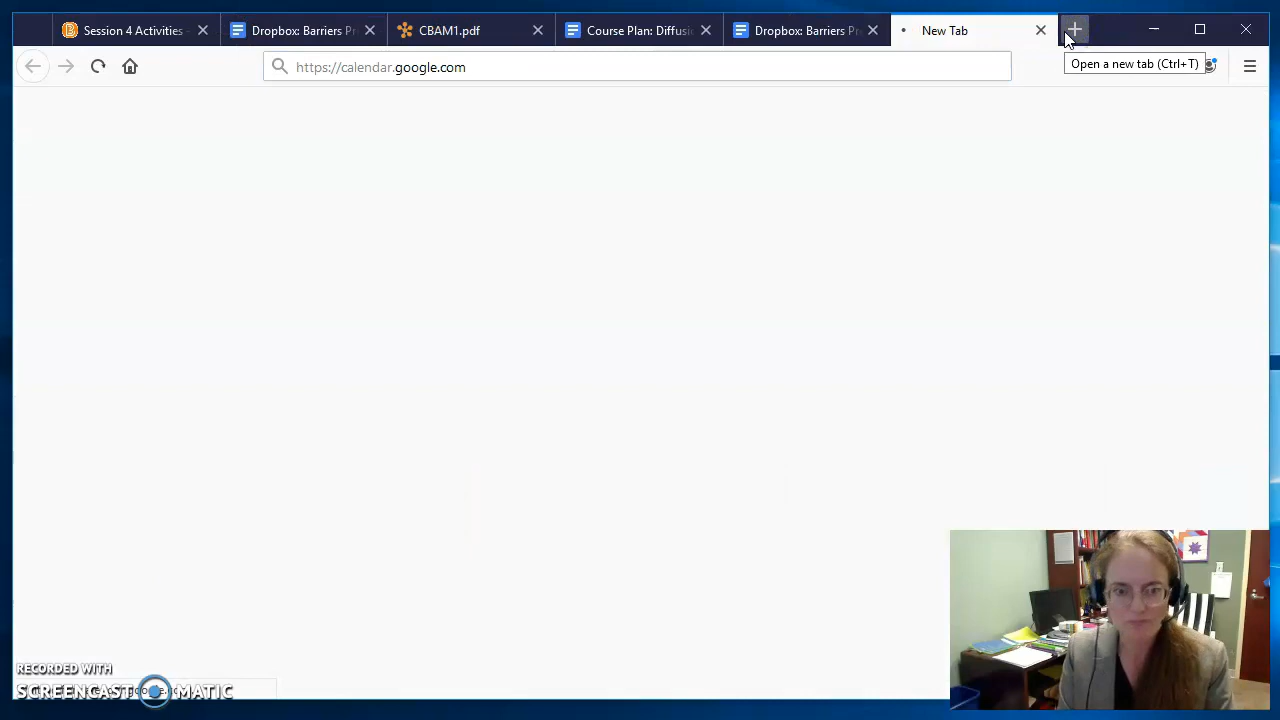 Session 4 Activities -
Dropbox: Barriers Pr
CBAM1.pdf
Course Plan: Diffusi
Dropbox: Barriers Pr
New Tab
https://calendar.google.com
Open a new tab (Ctrl+T)
RECORDED WITH
SCREENCAST MATIC